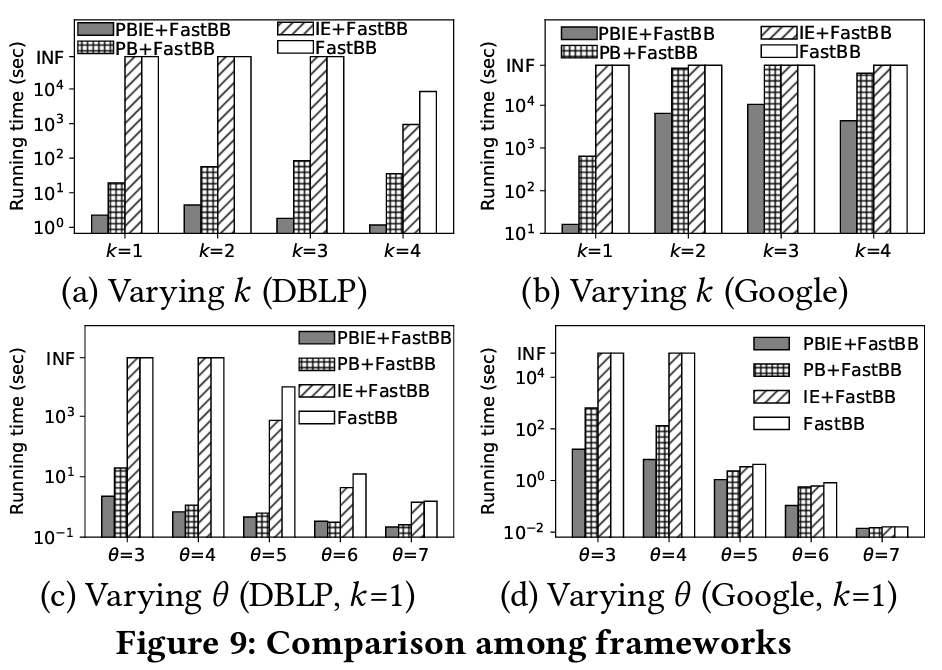 PBIE+FastBB IE+FastBB
PB+FastBB FastBB
Running time (sec)
INF
10^4
10^3
10^2
10^1
10^0
k=1 k=2 k=3 k=4
(a) Varying k (DBLP)
PBIE+FastBB IE+FastBB
PB+FastBB FastBB
Running time (sec)
INF
10^4
10^3
10^2
10^1
k=1 k=2 k=3 k=4
(b) Varying k (Google)
PBIE+FastBB
PB+FastBB
IE+FastBB
FastBB
Running time (sec)
INF
10^3
10^1
10^−1
θ=3 θ=4 θ=5 θ=6 θ=7
(c) Varying θ (DBLP, k=1)
PBIE+FastBB
PB+FastBB
IE+FastBB
FastBB
Running time (sec)
INF
10^4
10^2
10^0
10^−2
θ=3 θ=4 θ=5 θ=6 θ=7
(d) Varying θ (Google, k=1)
Figure 9: Comparison among frameworks